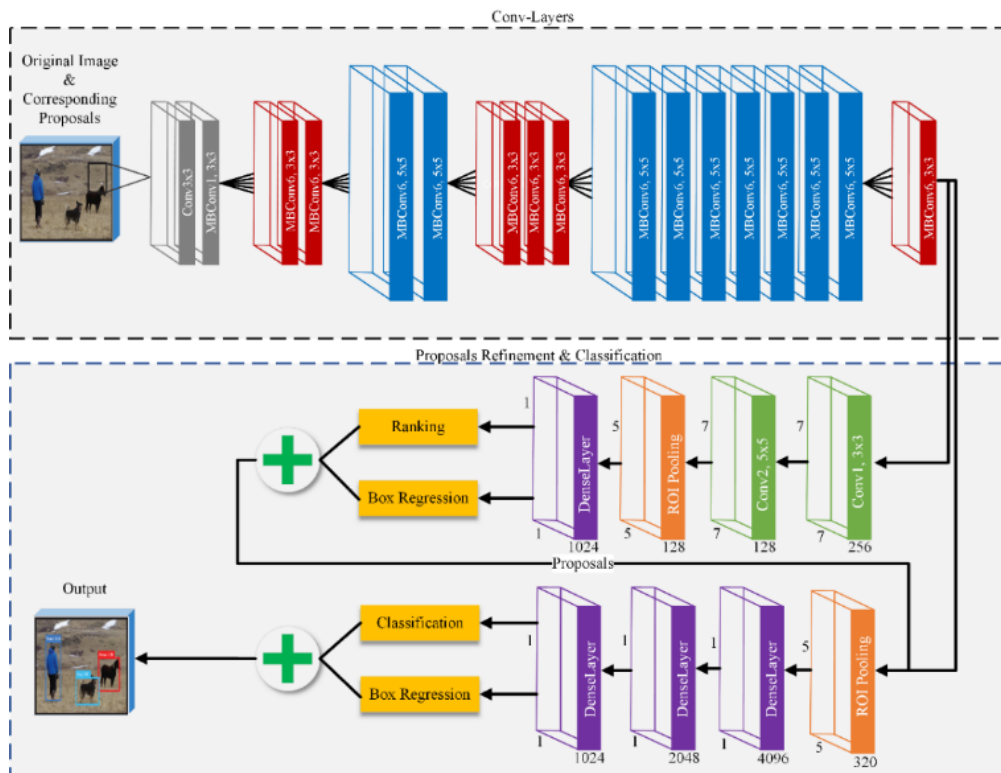 Conv-Layers
Original Image
&
Corresponding
Proposals
Conv3x3
MBConv1, 3x3
MBConv6, 3x3
MBConv6, 3x3
MBConv6, 5x5
MBConv6, 5x5
MBConv6, 3x3
MBConv6, 3x3
MBConv6, 3x3
MBConv6, 5x5
MBConv6, 5x5
MBConv6, 5x5
MBConv6, 5x5
MBConv6, 5x5
MBConv6, 5x5
MBConv6, 5x5
MBConv6, 3x3
Proposals Refinement & Classification
Ranking
Box Regression
1
DenseLayer
1
1024
5
ROI Pooling
5
128
7
Conv2, 5x5
7
128
7
Conv1, 3x3
7
256
Proposals
Output
Classification
Box Regression
1
DenseLayer
1
1024
1
DenseLayer
1
2048
1
DenseLayer
1
4096
5
ROI Pooling
5
320